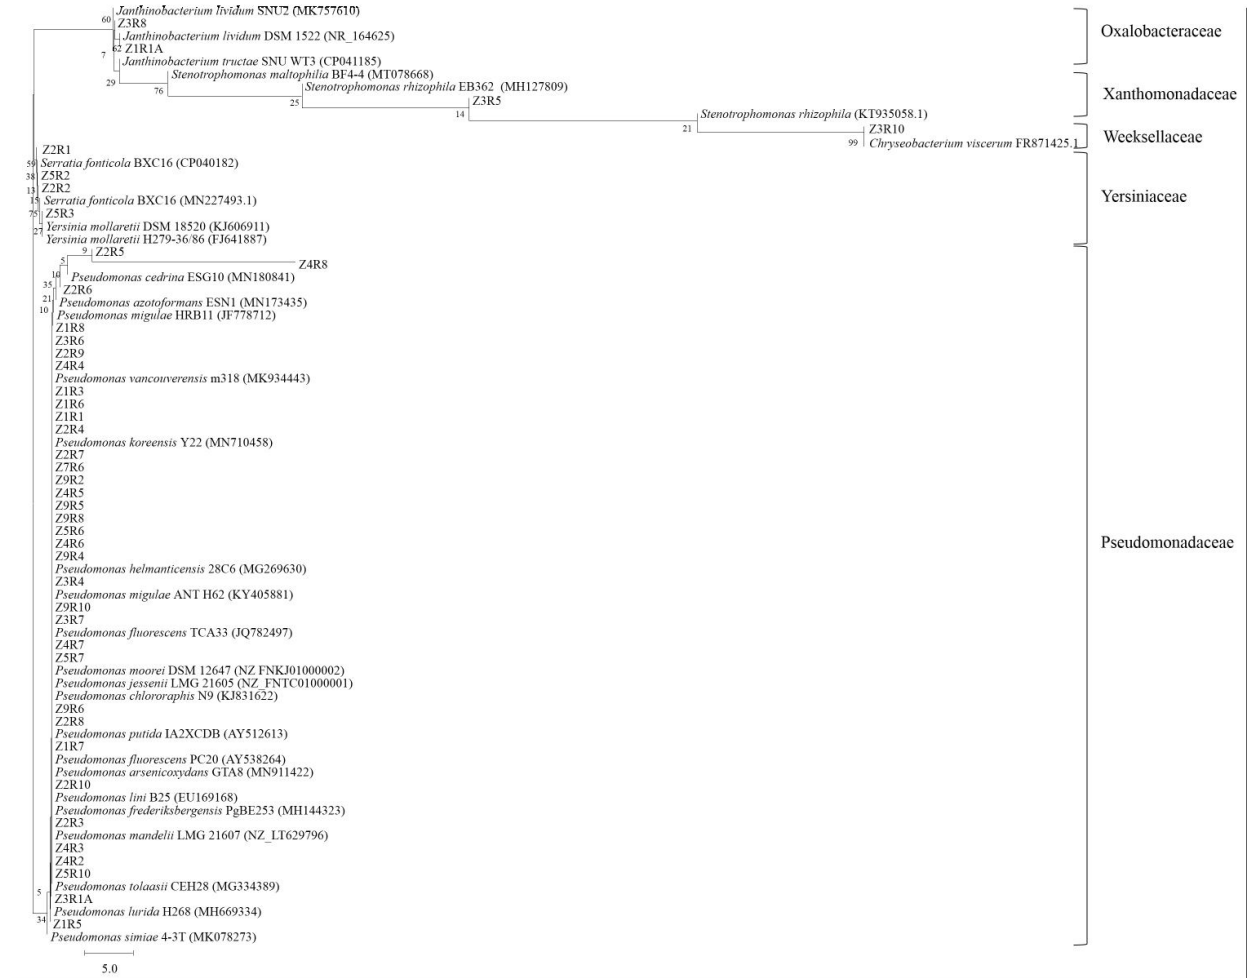 Janthinobacterium lividum SNU2 (MK757610)
60
Z3R8
Janthinobacterium lividum DSM 1522 (NR_164625)
Oxalobacteraceae
62 Z1R1A
7
Janthinobacterium tructae SNU WT3 (CP041185)
Stenotrophomonas maltophilia BF4-4 (MT078668)
29
Stenotrophomonas rhizophila EB362 (MH127809)
76
Xanthomonadaceae
25
Z3R5
14
Stenotrophomonas rhizophila (KT935058.1)
21
Z3R10
Weeksellaceae
99
Chryseobacterium viscerum FR871425.1
Z2R1
59
Serratia fonticola BXC16 (CP040182)
38 Z5R2
13 Z2R2
15
Serratia fonticola BXC16 (MN227493.1)
Yersiniaceae
75 Z5R3
Yersinia mollaretii DSM 18520 (KJ606911)
27
Yersinia mollaretii H279-36/86 (FJ641887)
9 Z2R5
5
Z4R8
10
Pseudomonas cedrina ESG10 (MN180841)
35
Z2R6
21
Pseudomonas azotoformans ESN1 (MN173435)
10
Pseudomonas migulae HRB11 (JF778712)
Z1R8
Z3R6
Z2R9
Z4R4
Pseudomonas vancouverensis m318 (MK934443)
Z1R3
Z1R6
Z1R1
Z2R4
Pseudomonas koreensis Y22 (MN710458)
Z2R7
Z7R6
Z9R2
Z4R5
Z9R5
Z9R8
Z5R6
Z4R6
Pseudomonadaceae
Z9R4
Pseudomonas helmanticensis 28C6 (MG269630)
Z3R4
Pseudomonas migulae ANT H62 (KY405881)
Z9R10
Z3R7
Pseudomonas fluorescens TCA33 (JQ782497)
Z4R7
Z5R7
Pseudomonas moorei DSM 12647 (NZ FNKJ01000002)
Pseudomonas jessenii LMG 21605 (NZ_FNTC01000001)
Pseudomonas chlororaphis N9 (KJ831622)
Z9R6
Z2R8
Pseudomonas putida IA2XCDB (AY512613)
Z1R7
Pseudomonas fluorescens PC20 (AY538264)
Pseudomonas arsenicoxydans GTA8 (MN911422)
Z2R10
Pseudomonas lini B25 (EU169168)
Pseudomonas frederiksbergensis PgBE253 (MH144323)
Z2R3
Pseudomonas mandelii LMG 21607 (NZ_LT629796)
Z4R3
Z4R2
Z5R10
Pseudomonas tolaasii CEH28 (MG334389)
5
Z3R1A
Pseudomonas lurida H268 (MH669334)
34
Z1R5
Pseudomonas simiae 4-3T (MK078273)
5.0